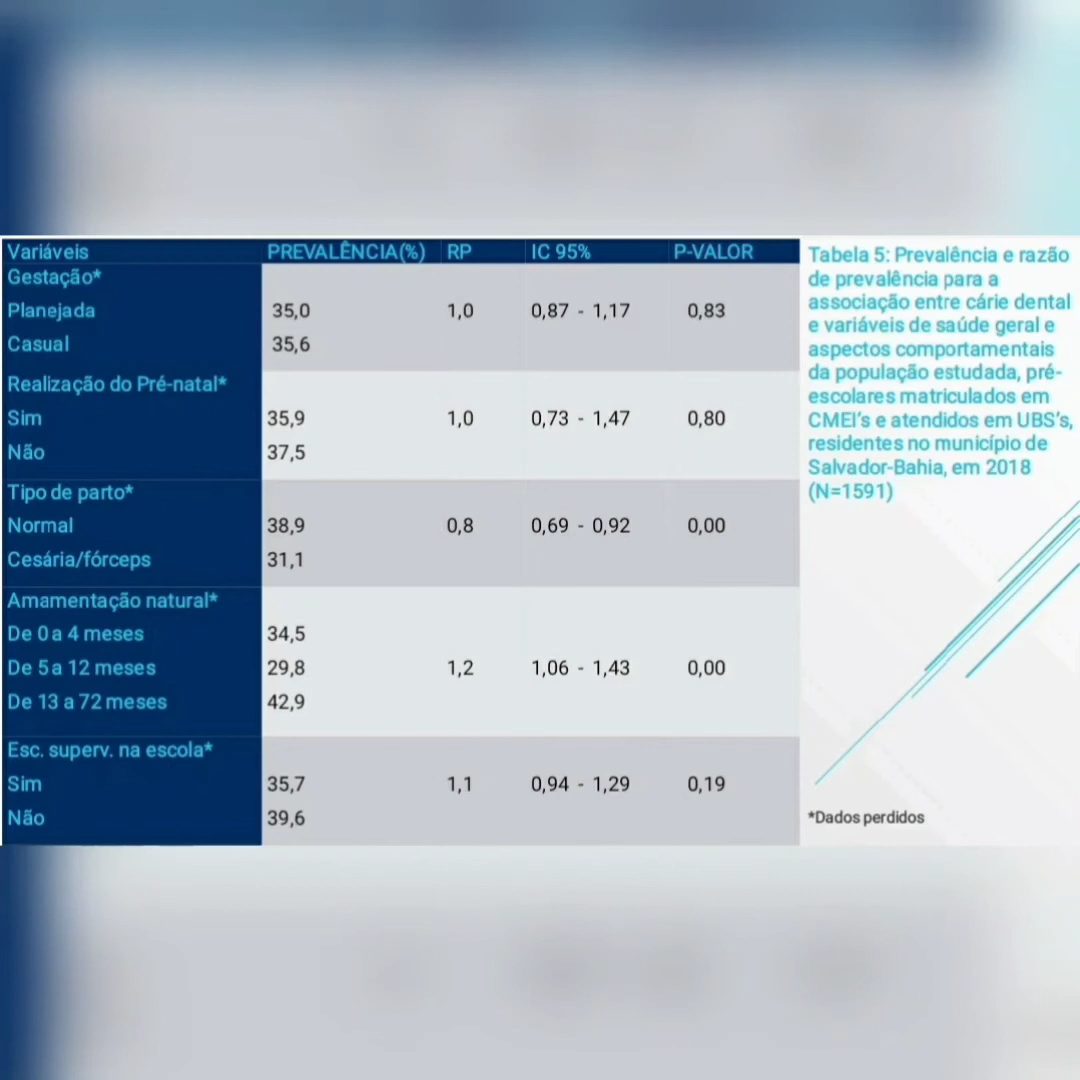 Variáveis PREVALÊNCIA(%) RP IC 95% P-VALOR
Gestação*
Planejada 35,0 1,0 0,87 - 1,17 0,83
Casual 35,6
Realização do Pré-natal*
Sim 35,9 1,0 0,73 - 1,47 0,80
Não 37,5
Tipo de parto*
Normal 38,9 0,8 0,69 - 0,92 0,00
Cesária/fórceps 31,1
Amamentação natural*
De 0 a 4 meses 34,5
De 5 a 12 meses 29,8 1,2 1,06 - 1,43 0,00
De 13 a 72 meses 42,9
Esc. superv. na escola*
Sim 35,7 1,1 0,94 - 1,29 0,19
Não 39,6
Tabela 5: Prevalência e razão
de prevalência para a
associação entre cárie dental
e variáveis de saúde geral e
aspectos comportamentais
da população estudada, pré-
escolares matriculados em
CMEI's e atendidos em UBS's,
residentes no município de
Salvador-Bahia, em 2018
(N=1591)
*Dados perdidos